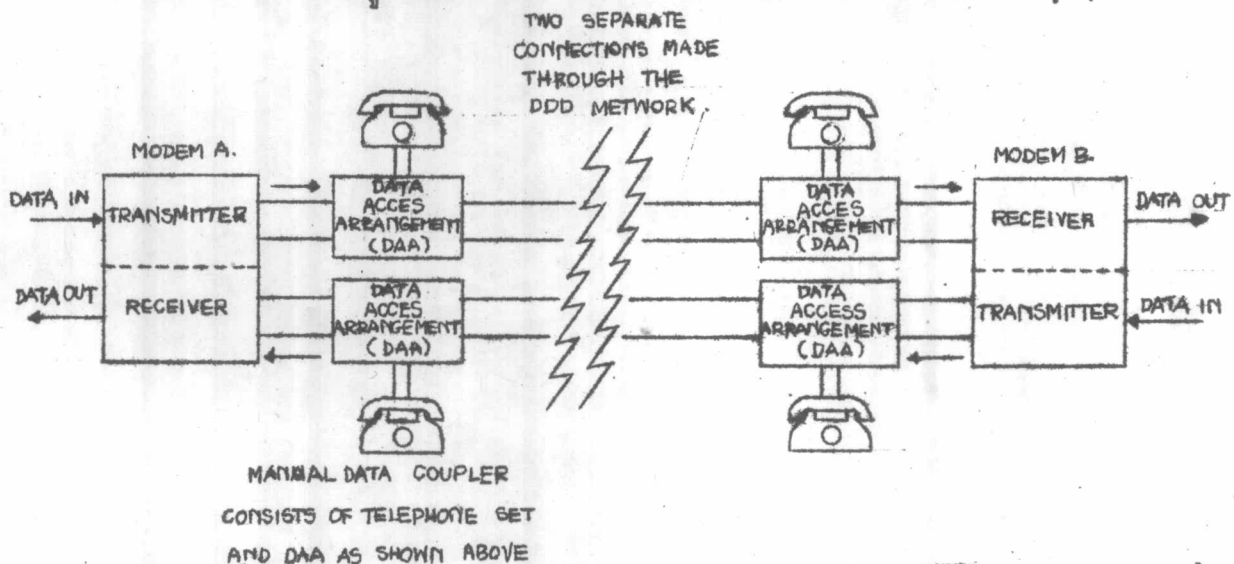 TWO SEPARATE
CONNECTIONS MADE
THROUGH THE
DDD METWORK.
MODEM A.
MODEM B.
DATA IN
TRANSMITTER
DATA OUT
RECEIVER
DATA
ACCES
ARRANGEMENT
(DAA)
DATA
ACCES
ARRANGEMENT
(DAA)
DATA
ACCES
ARRANGEMENT
(DAA)
DATA
ACCESS
ARRANGEMENT
(DAA)
RECEIVER
DATA OUT
TRANSMITTER
DATA IN
MANUAL DATA COUPLER
CONSISTS OF TELEPHONE SET
AND DAA AS SHOWN ABOVE